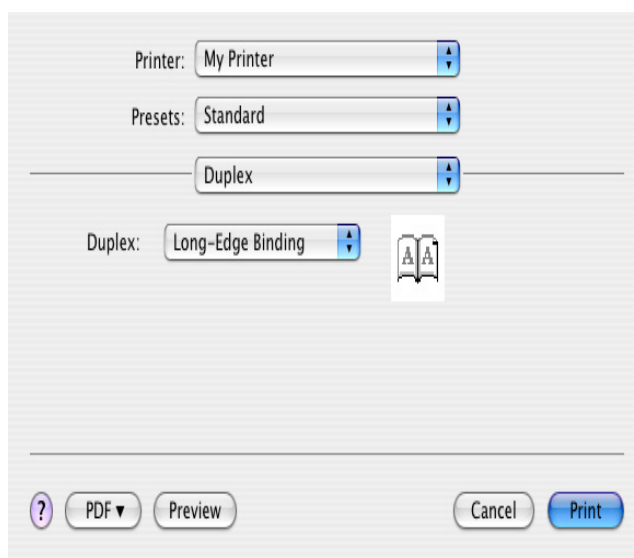 Printer: My Printer
Presets: Standard
Duplex
Duplex: Long-Edge Binding
A A
? PDF▼ Preview Cancel Print